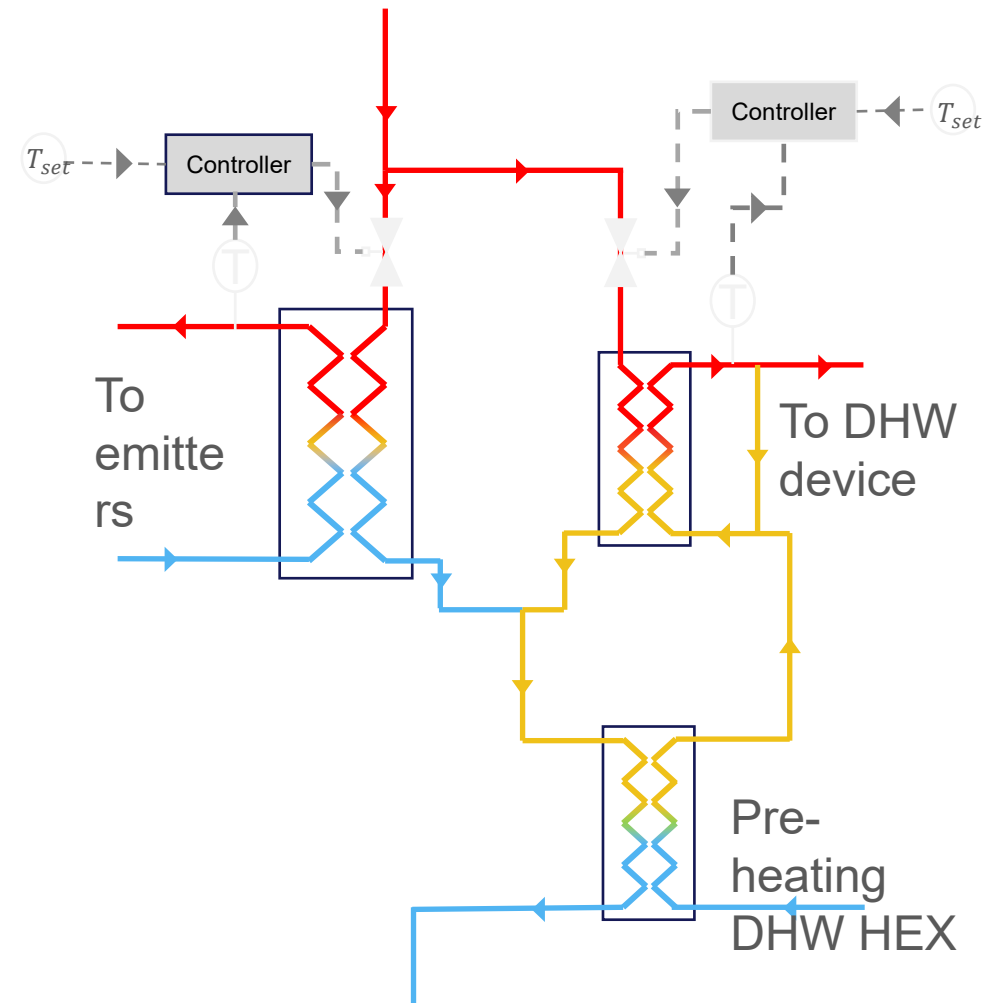 Controller
T_set
T_set
Controller
T
T
To
emitte
rs
To DHW
device
Pre-
heating
DHW HEX